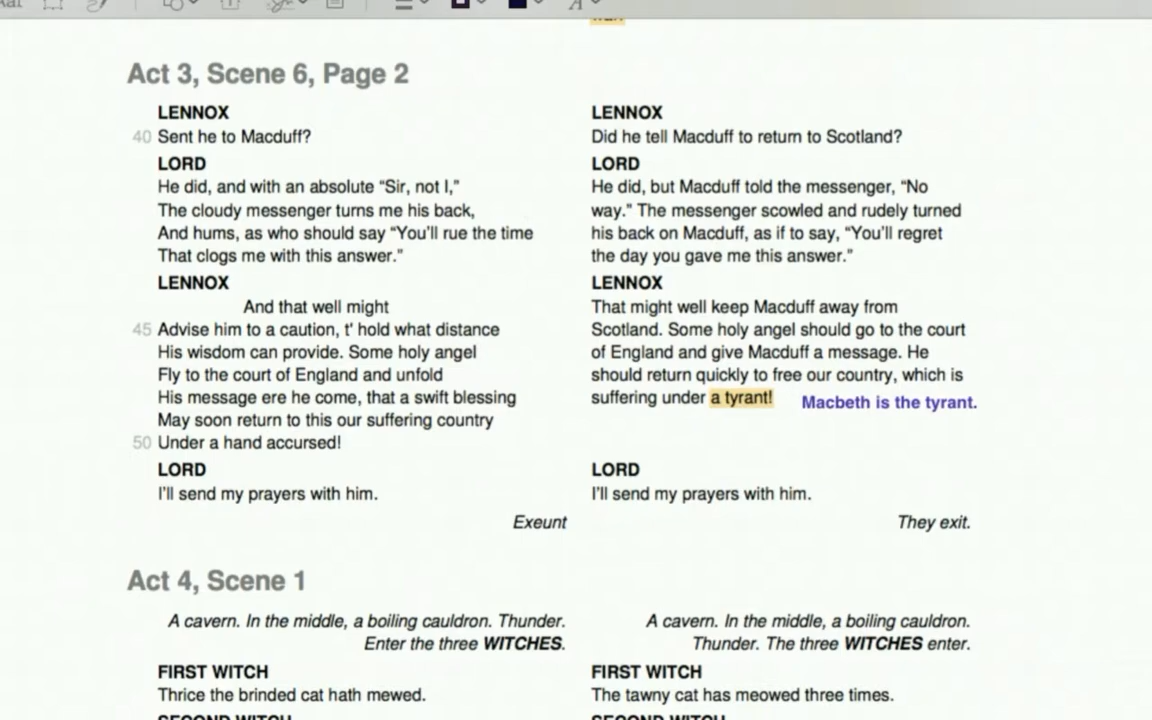 Act 3, Scene 6, Page 2
LENNOX
40 Sent he to Macduff?
LORD
He did, and with an absolute “Sir, not I,”
The cloudy messenger turns me his back,
And hums, as who should say “You’ll rue the time
That clogs me with this answer.”
LENNOX
And that well might
45 Advise him to a caution, t' hold what distance
His wisdom can provide. Some holy angel
Fly to the court of England and unfold
His message ere he come, that a swift blessing
May soon return to this our suffering country
50 Under a hand accursed!
LORD
I’ll send my prayers with him.
Exeunt
LENNOX
Did he tell Macduff to return to Scotland?
LORD
He did, but Macduff told the messenger, “No
way.” The messenger scowled and rudely turned
his back on Macduff, as if to say, “You’ll regret
the day you gave me this answer.”
LENNOX
That might well keep Macduff away from
Scotland. Some holy angel should go to the court
of England and give Macduff a message. He
should return quickly to free our country, which is
suffering under a tyrant! Macbeth is the tyrant.
LORD
I’ll send my prayers with him.
They exit.
Act 4, Scene 1
A cavern. In the middle, a boiling cauldron. Thunder.
Enter the three WITCHES.
FIRST WITCH
Thrice the brinded cat hath mewed.
SECOND WITCH
A cavern. In the middle, a boiling cauldron.
Thunder. The three WITCHES enter.
FIRST WITCH
The tawny cat has meowed three times.
SECOND WITCH